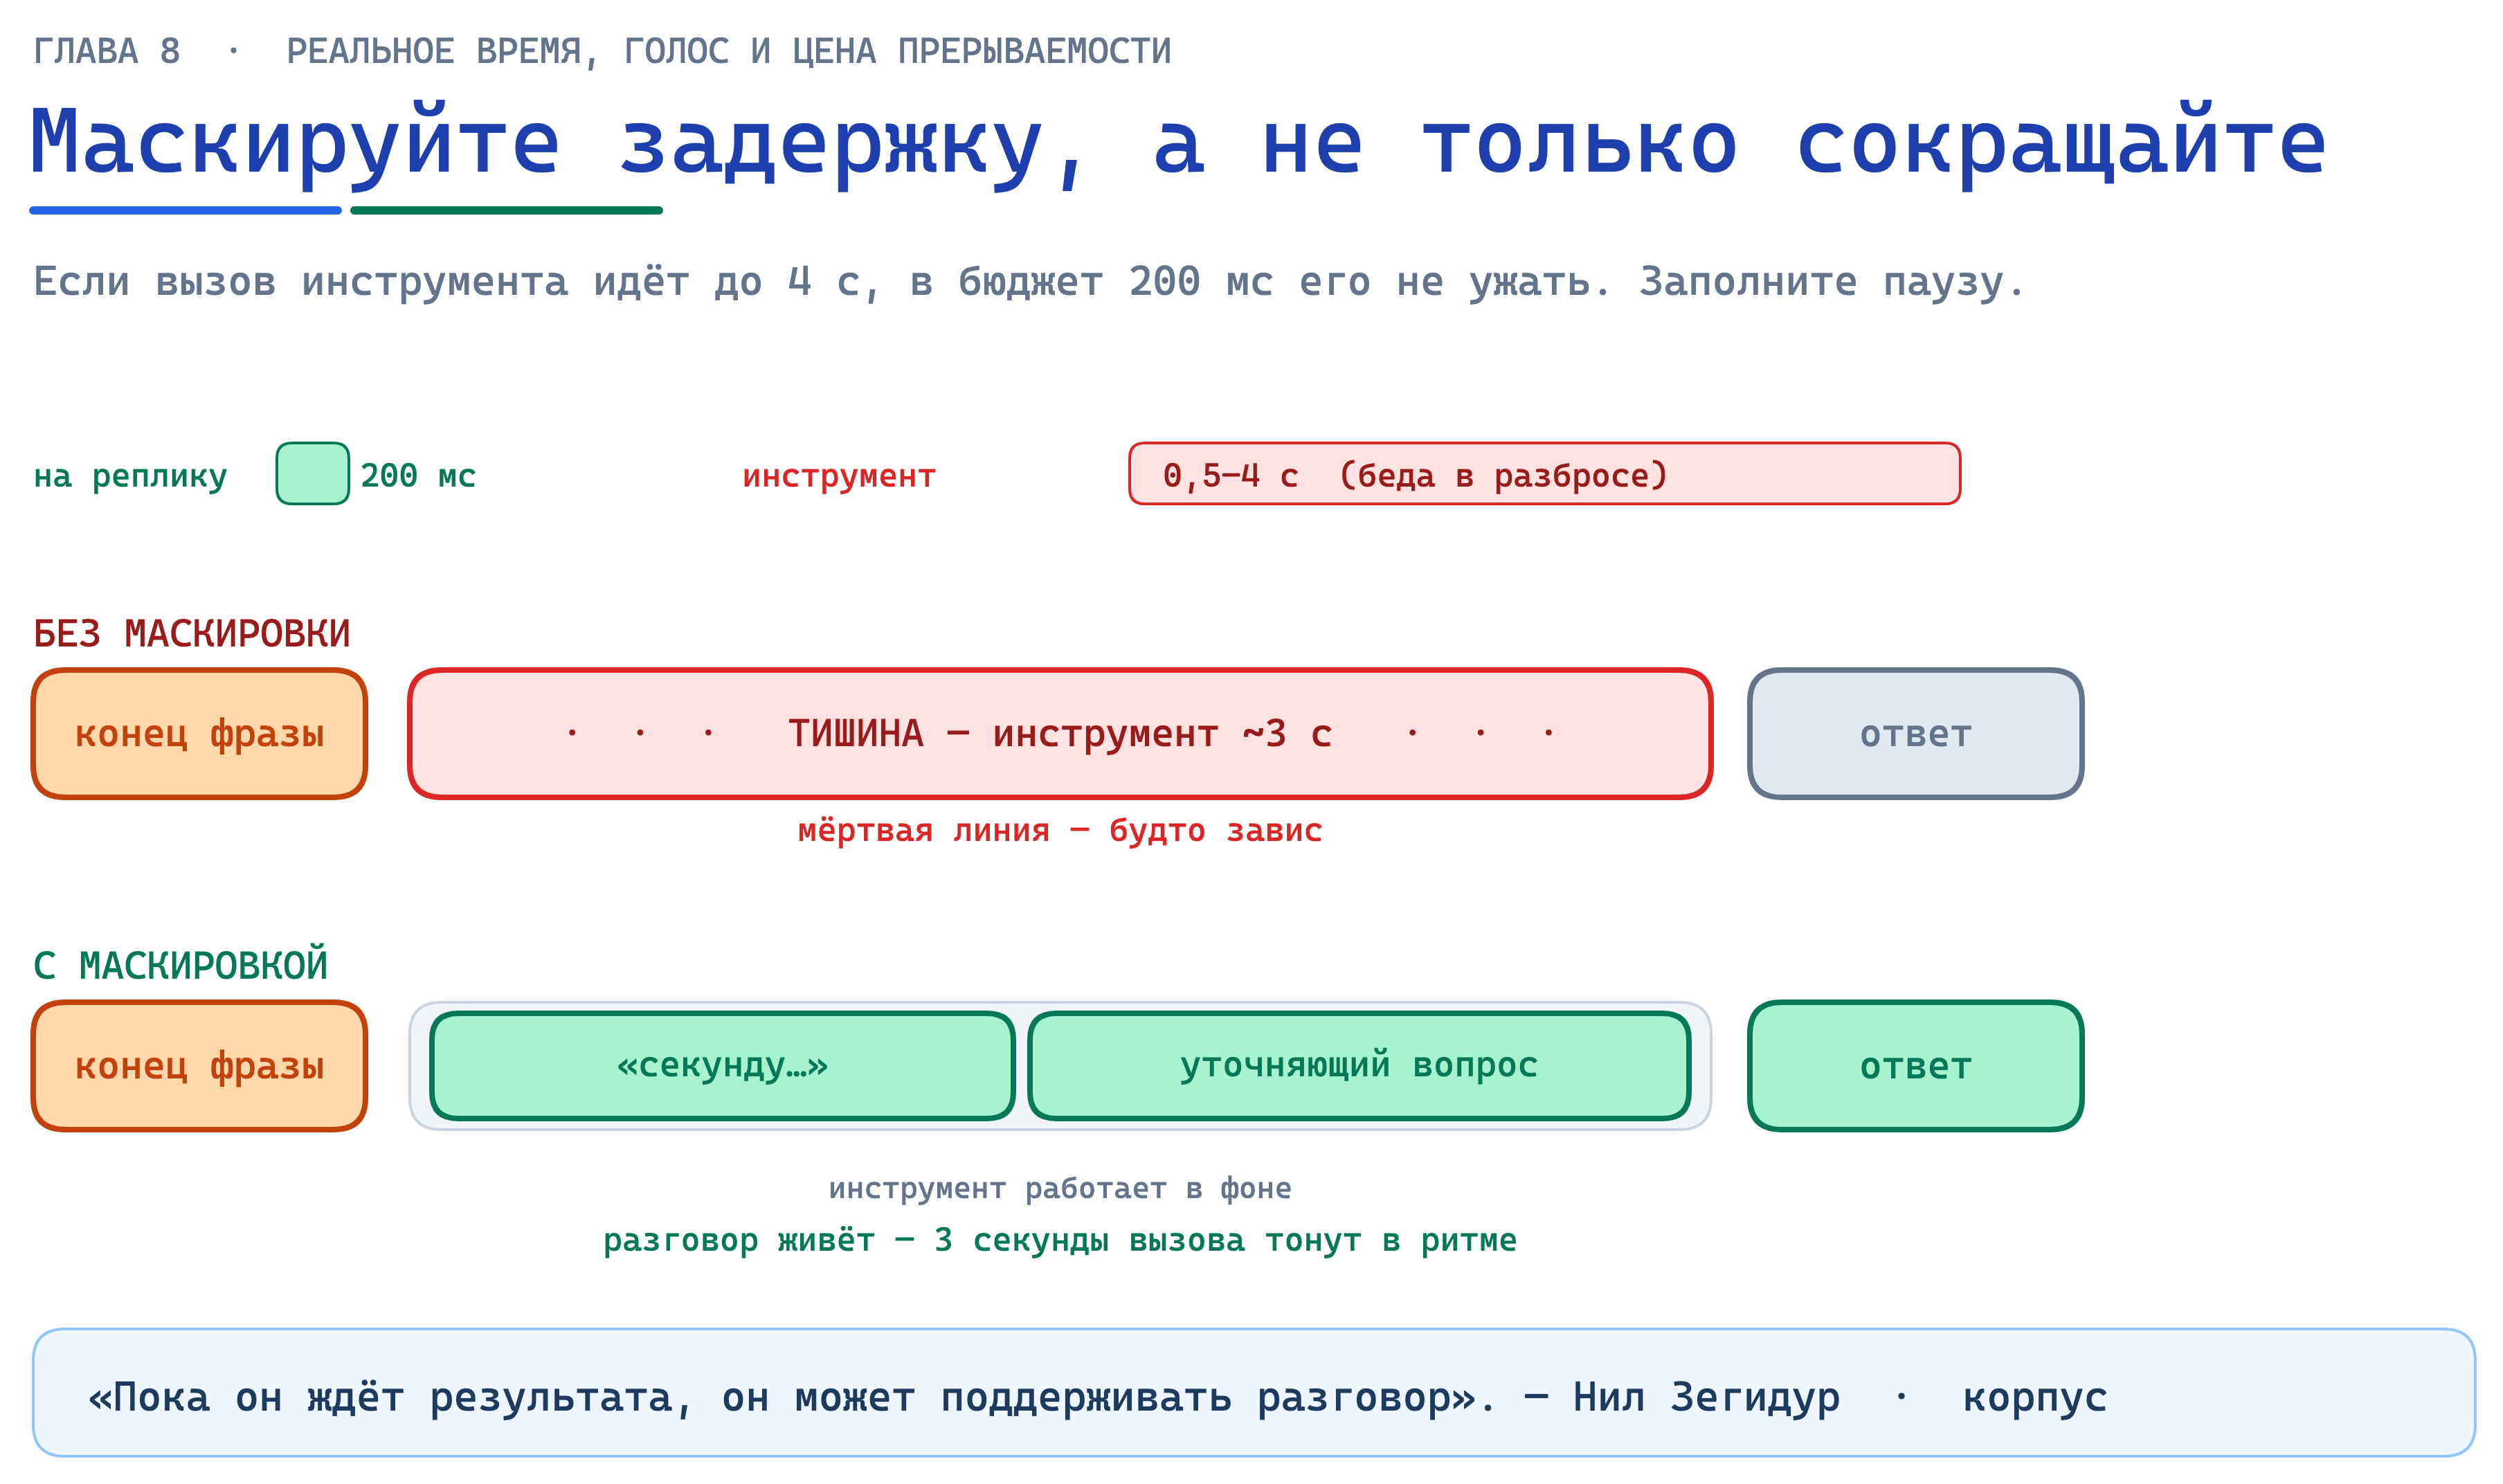 ГЛАВА 8 · РЕАЛЬНОЕ ВРЕМЯ, ГОЛОС И ЦЕНА ПРЕРЫВАЕМОСТИ
Маскируйте задержку, а не только сокращайте
Если вызов инструмента идёт до 4 с, в бюджет 200 мс его не ужать. Заполните паузу.
на реплику 200 мс инструмент 0,5–4 с (беда в разбросе)
БЕЗ МАСКИРОВКИ
конец фразы · · · ТИШИНА — инструмент ~3 с · · · ответ
мёртвая линия — будто завис
С МАСКИРОВКОЙ
конец фразы «секунду…» уточняющий вопрос ответ
инструмент работает в фоне
разговор живёт — 3 секунды вызова тонут в ритме
«Пока он ждёт результата, он может поддерживать разговор». — Нил Зегидур · корпус